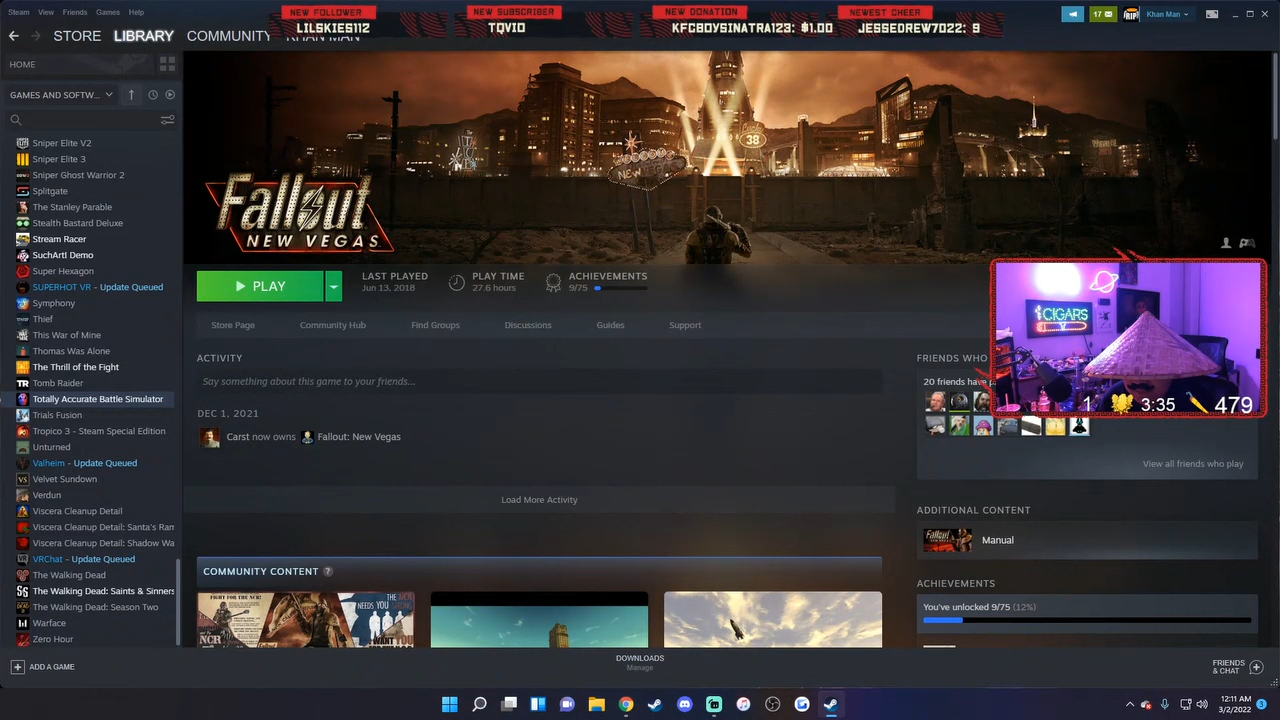 Steam View Friends Games Help
NEW FOLLOWER
LILSKIES112
NEW SUBSCRIBER
TQVIO
NEW DONATION
KFCBOYSINATRA123: $1.00
NEWEST CHEER
JESSEDREW7022: 9
17
Khan Man
TORE LIBRARY COMMUNITY KHAN MAN
HOME
GAMES AND SOFTW...
Sniper Elite V2
Sniper Elite 3
Sniper Ghost Warrior 2
Splitgate
The Stanley Parable
Stealth Bastard Deluxe
Stream Racer
SuchArt! Demo
Super Hexagon
SUPERHOT VR - Update Queued
Symphony
Thief
This War of Mine
Thomas Was Alone
The Thrill of the Fight
Tomb Raider
Totally Accurate Battle Simulator
Trials Fusion
Tropico 3 - Steam Special Edition
Unturned
Valheim - Update Queued
Velvet Sundown
Verdun
Viscera Cleanup Detail
Viscera Cleanup Detail: Santa's Ram
Viscera Cleanup Detail: Shadow Wa
VRChat - Update Queued
The Walking Dead
The Walking Dead: Saints & Sinners
The Walking Dead: Season Two
Warface
Zero Hour
ADD A GAME
38
NEW
Fallout
NEW VEGAS
PLAY
LAST PLAYED
Jun 13, 2018
PLAY TIME
27.6 hours
ACHIEVEMENTS
9/75
Store Page Community Hub Find Groups Discussions Guides Support
ACTIVITY
Say something about this game to your friends...
DEC 1, 2021
Carst now owns Fallout: New Vegas
Load More Activity
COMMUNITY CONTENT ?
FIGHT FOR THE NCR!
FRIENDS WHO
20 friends have p
CIGARS
1 3:35 479
View all friends who play
ADDITIONAL CONTENT
Manual
ACHIEVEMENTS
You've unlocked 9/75 (12%)
DOWNLOADS
Manage
FRIENDS
& CHAT
12:11 AM
3/2/2022
3